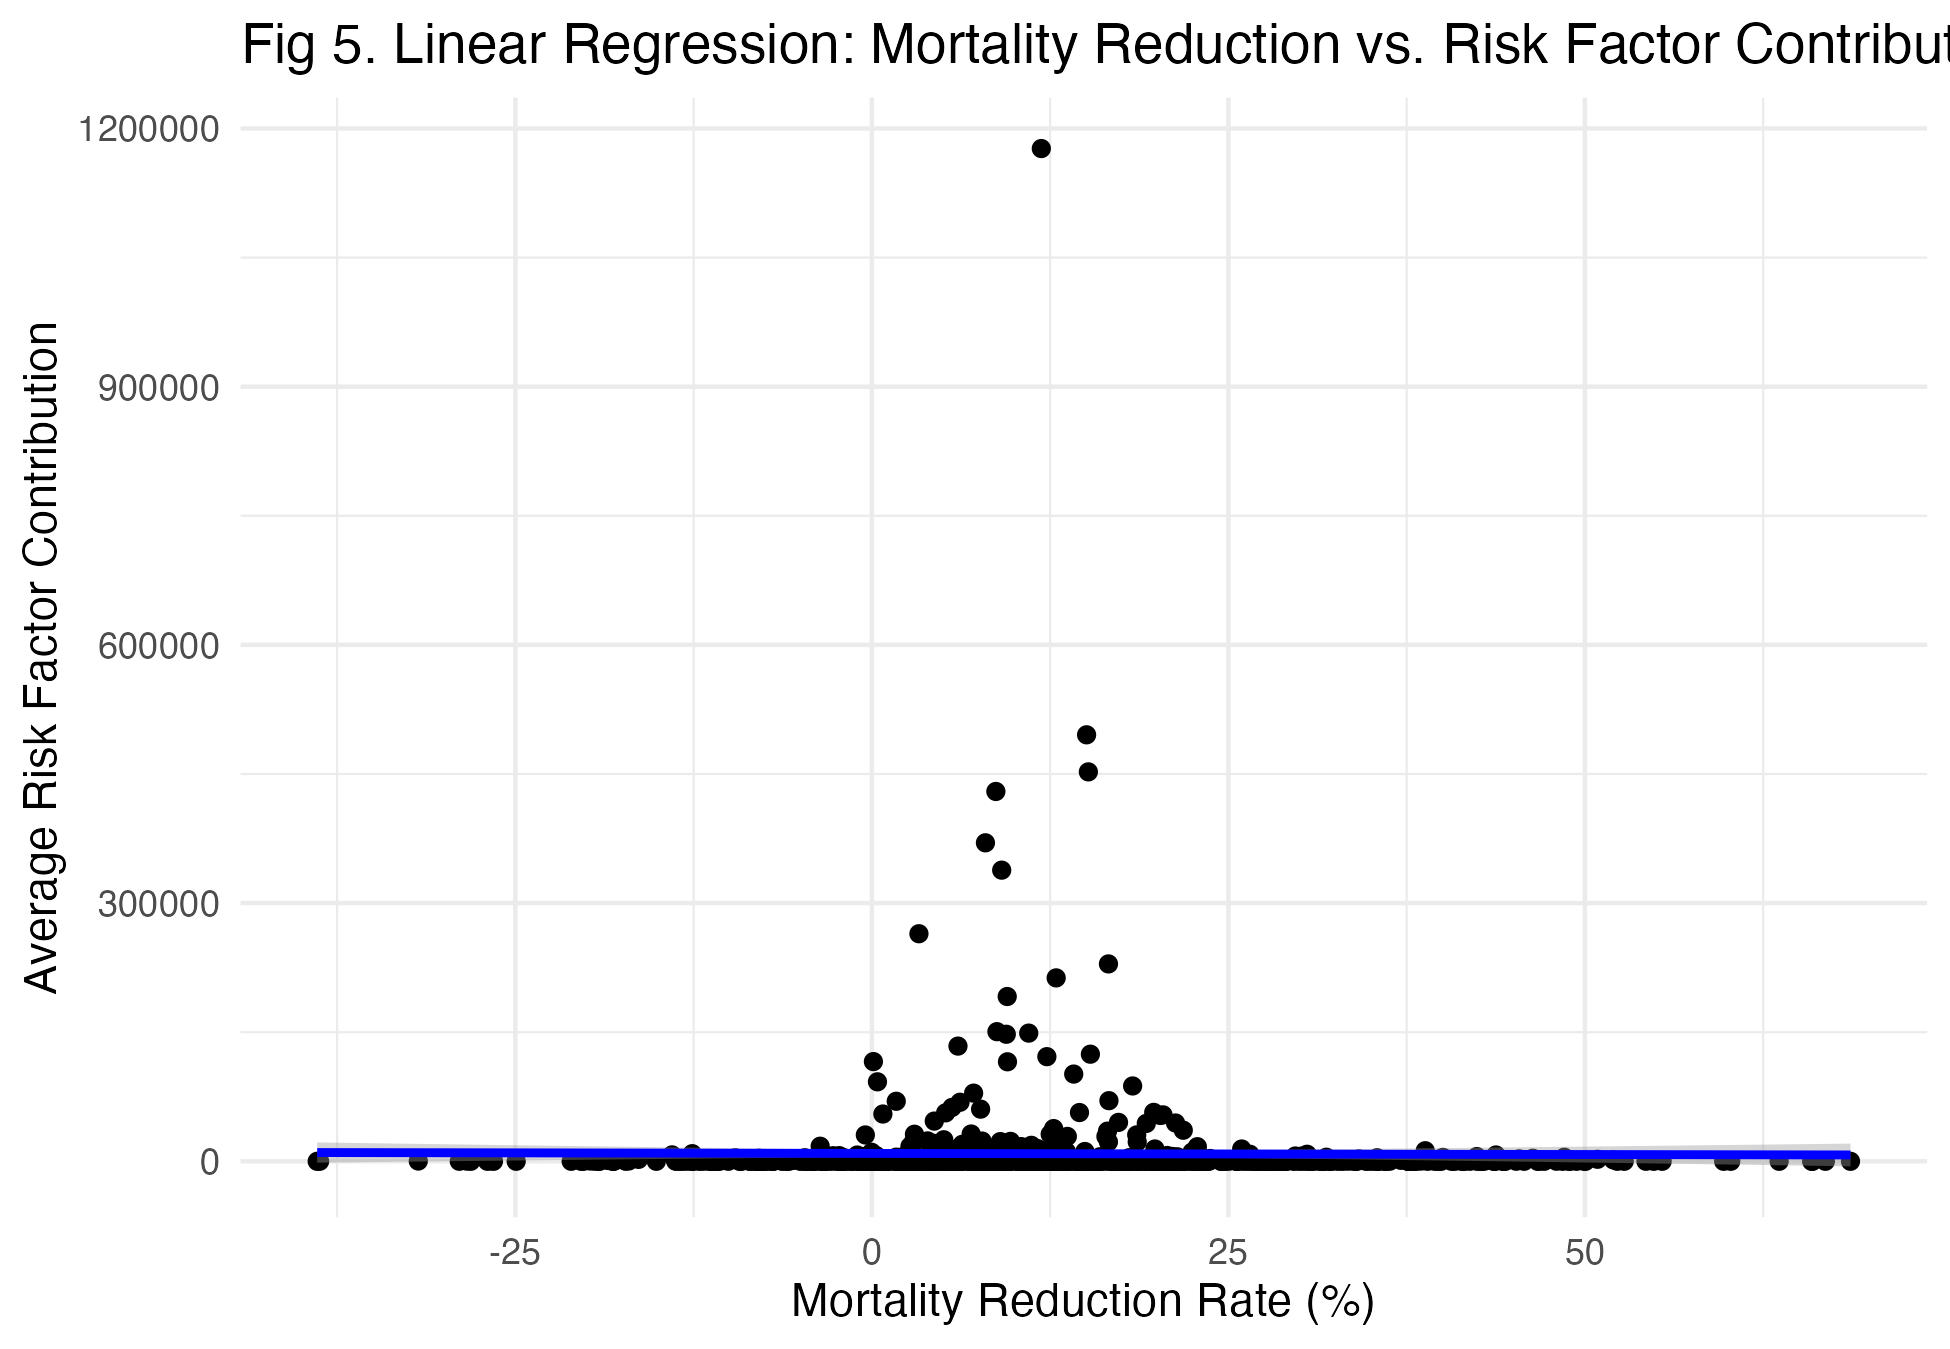 Fig 5. Linear Regression: Mortality Reduction vs. Risk Factor Contribut
1200000
900000
600000
300000
0
Average Risk Factor Contribution
-25 0 25 50
Mortality Reduction Rate (%)